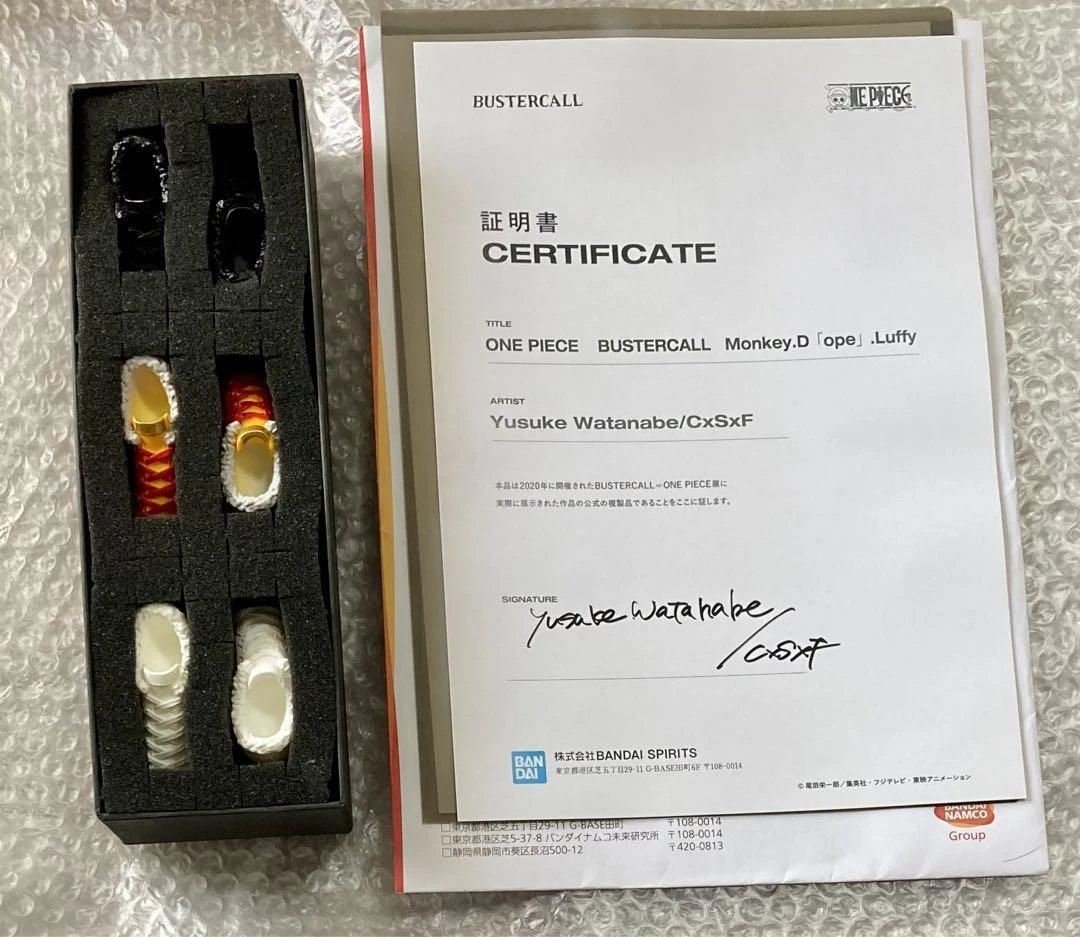 BUSTERCALL
ONE PIECE
証明書
CERTIFICATE
TITLE
ONE PIECE BUSTERCALL Monkey.D「ope」.Luffy
ARTIST
Yusuke Watanabe/CxSxF
本品は2020年に開催されたBUSTERCALL=ONE PIECE展に
実際に展示された作品の公式の複製品であることをここに証します。
SIGNATURE
Yusuke Watanabe
/CxSxF
BAN
DAI
株式会社BANDAI SPIRITS
東京都港区芝五丁目29-11 G-BASE田町6F 〒108-0014
©尾田栄一郎/集英社・フジテレビ・東映アニメーション
BANDAI
NAMCO
Group
□東京都港区芝五丁目29-11 G-BASE田町 〒108-0014
□東京都港区芝5-37-8 バンダイナムコ未来研究所 〒108-0014
□静岡県静岡市葵区長沼500-12 〒420-0813